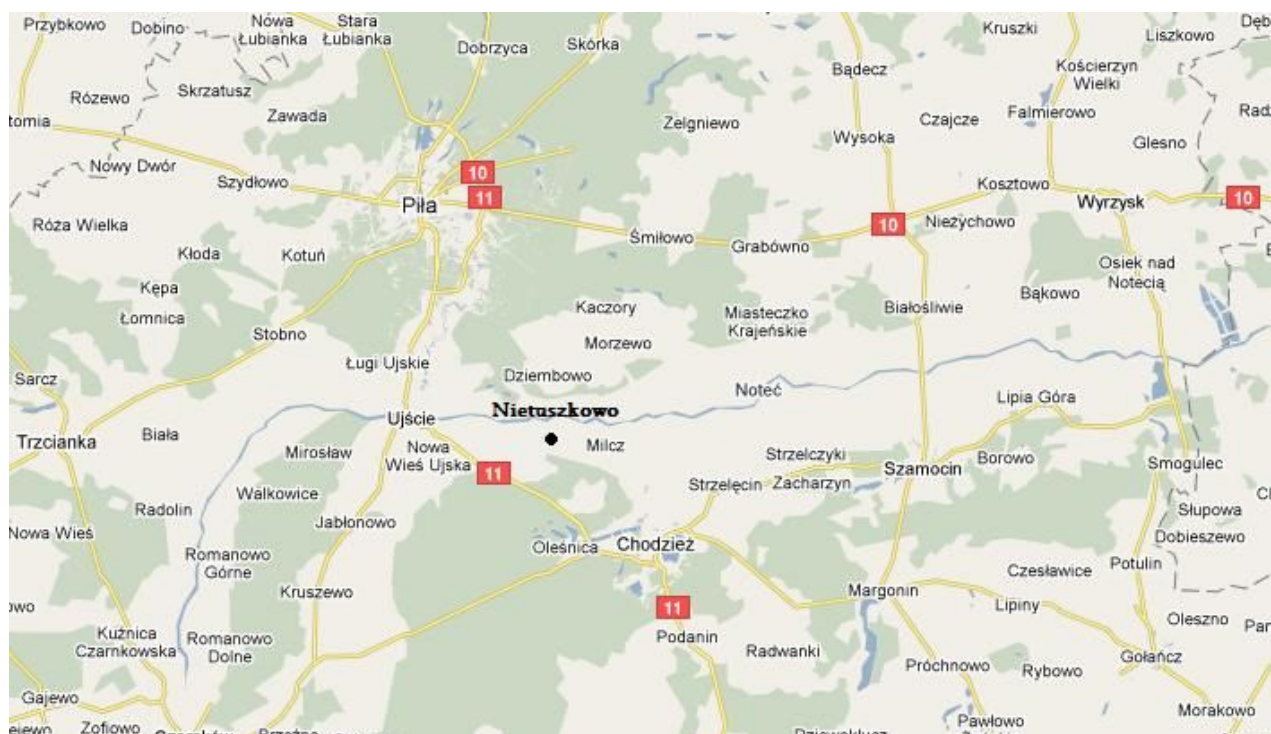 Przybkowo
Dobino
Nowa
Łubianka
Stara
Łubianka
Dobrzyca
Skórka
Kruszki
Liszkowo
Bądecz
Kościerzyn
Wielki
Różewo
Skrzatusz
Zawada
Zelgniewo
Wysoka
Czajcze
Falmierowo
Glesno
tomia
Nowy Dwór
Szydłowo
10
11
Piła
Kosztowo
Wyrzysk
10
Róża Wielka
Śmiłowo
Grabówno
10
Nieżychowo
Kłoda
Kotuń
Osiek nad
Notecią
Kępa
Łomnica
Kaczory
Miasteczko
Krajeńskie
Białośliwie
Bąkowo
Stobno
Morzewo
Ługi Ujskie
Sarcz
Dziembowo
Noteć
Lipia Góra
Nietuszkowo
Ujście
Trzcianka
Biała
Mirosław
Nowa
Wieś Ujska
Milcz
Strzelczyki
Szamocin
Borowo
Smogulec
11
Strzelęcin
Zacharzyn
Walkowice
Radolin
Jabłonowo
Słupowa
Nowa Wieś
Dobieszewo
Romanowo
Górne
Oleśnica
Chodzież
Potulin
Czesławice
Kruszewo
Margonin
11
Lipiny
Oleszno
Kuźnica
Czarnkowska
Romanowo
Dolne
Podanin
Radwanki
Próchnowo
Rybowo
Gołańcz
Gajewo
Morakowo
Zofiowo
Pawłowo